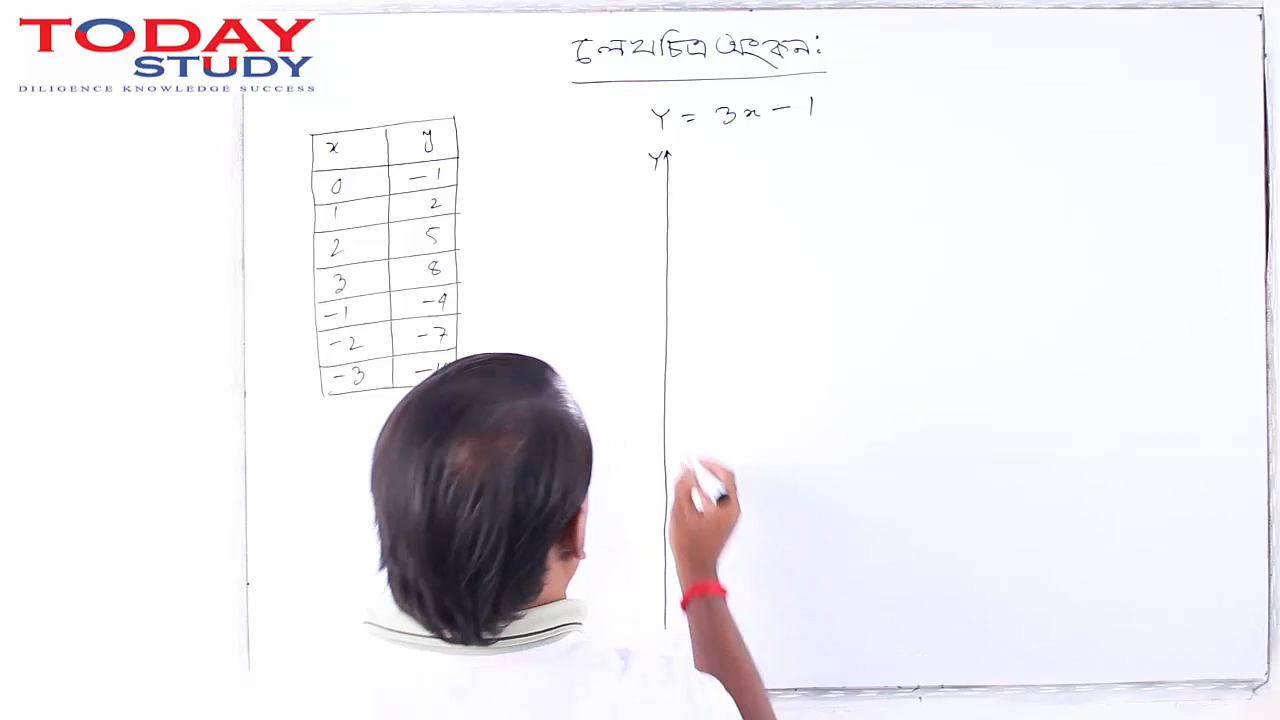 TODAY
STUDY
DILIGENCE KNOWLEDGE SUCCESS
লেখচিত্র অংকন:
Y = 3x - 1
x y
0 -1
1 2
2 5
3 8
-1 -4
-2 -7
-3
Y